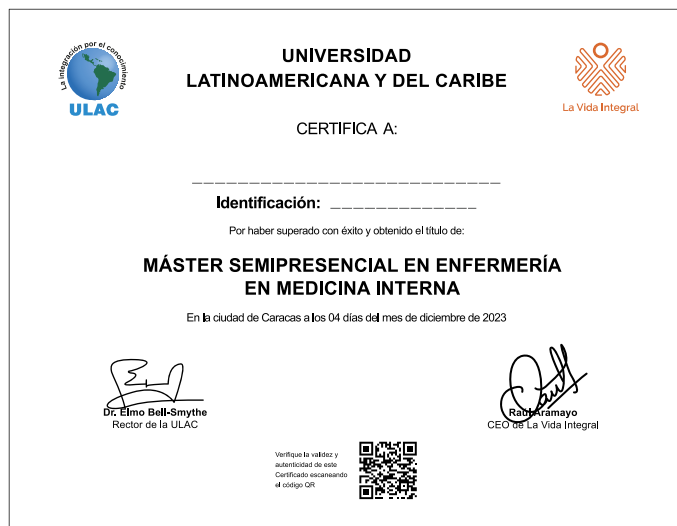 La integración por el conocimiento
ULAC
UNIVERSIDAD
LATINOAMERICANA Y DEL CARIBE
La Vida Integral
CERTIFICA A:
____________________________
Identificación: _____________
Por haber superado con éxito y obtenido el título de:
MÁSTER SEMIPRESENCIAL EN ENFERMERÍA
EN MEDICINA INTERNA
En la ciudad de Caracas a los 04 días del mes de diciembre de 2023
Dr. Elmo Bell-Smythe
Rector de la ULAC
Raúl Aramayo
CEO de La Vida Integral
Verifique la validez y
autenticidad de este
Certificado escaneando
el código QR